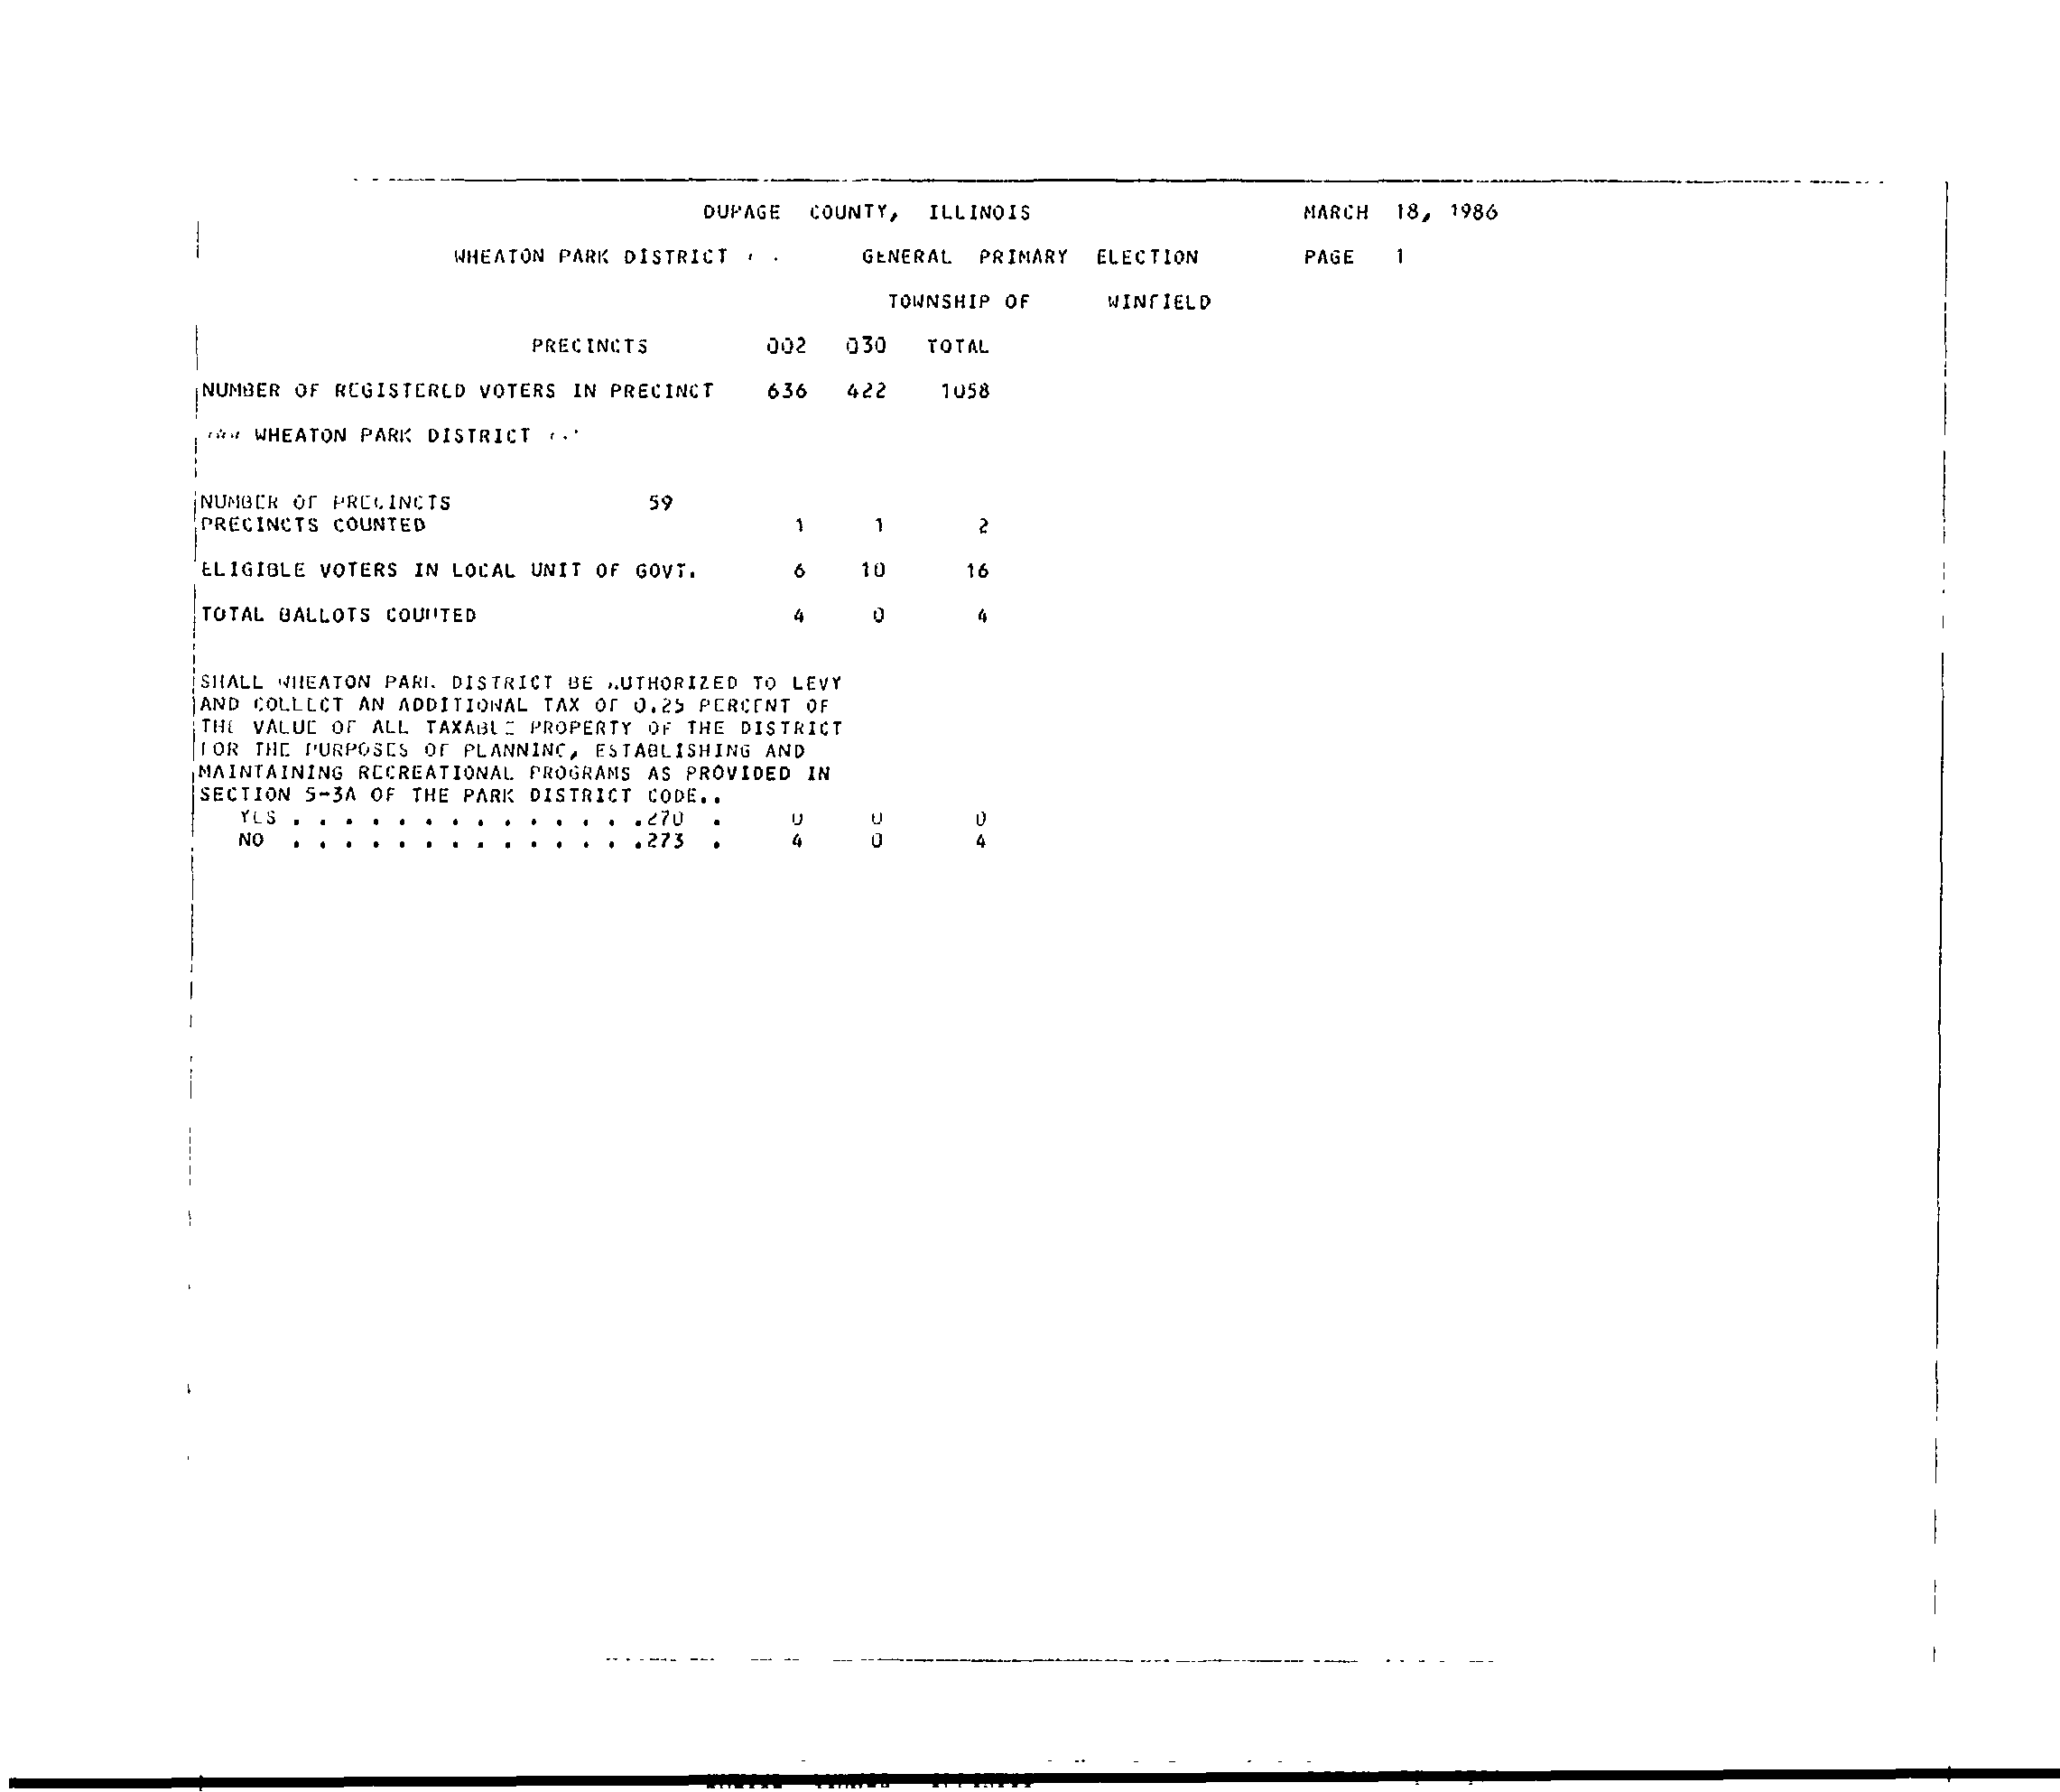 DUPAGE COUNTY, ILLINOIS MARCH 18, 1986
WHEATON PARK DISTRICT GENERAL PRIMARY ELECTION PAGE 1
TOWNSHIP OF WINFIELD
PRECINCTS 002 030 TOTAL
NUMBER OF REGISTERED VOTERS IN PRECINCT 636 422 1058
WHEATON PARK DISTRICT
NUMBER OF PRECINCTS 59
PRECINCTS COUNTED 1 1 2
ELIGIBLE VOTERS IN LOCAL UNIT OF GOVT. 6 10 16
TOTAL BALLOTS COUNTED 4 0 4
SHALL WHEATON PARK DISTRICT BE AUTHORIZED TO LEVY
AND COLLECT AN ADDITIONAL TAX OF 0.25 PERCENT OF
THE VALUE OF ALL TAXABLE PROPERTY OF THE DISTRICT
FOR THE PURPOSES OF PLANNING, ESTABLISHING AND
MAINTAINING RECREATIONAL PROGRAMS AS PROVIDED IN
SECTION 5-3A OF THE PARK DISTRICT CODE..
YES . . . . . . . . . . . . . .270 . 0 0 0
NO . . . . . . . . . . . . . .273 . 4 0 4